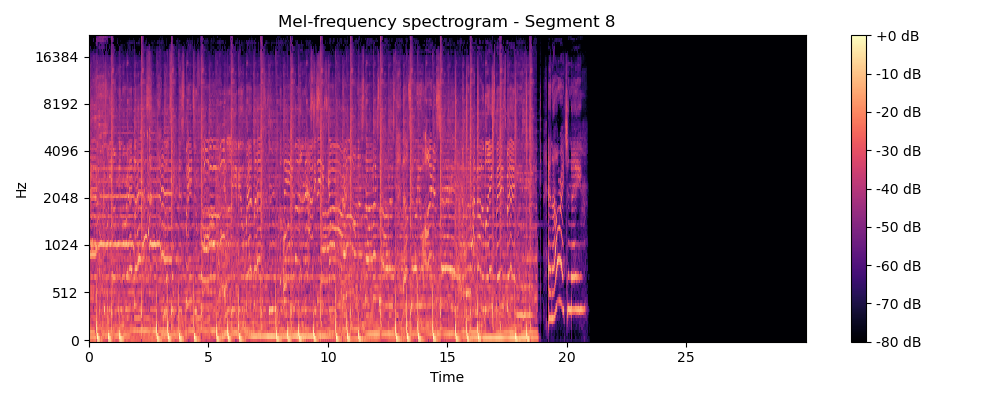 Mel-frequency spectrogram - Segment 8
Hz
16384
8192
4096
2048
1024
512
0
0 5 10 15 20 25
Time
+0 dB
-10 dB
-20 dB
-30 dB
-40 dB
-50 dB
-60 dB
-70 dB
-80 dB